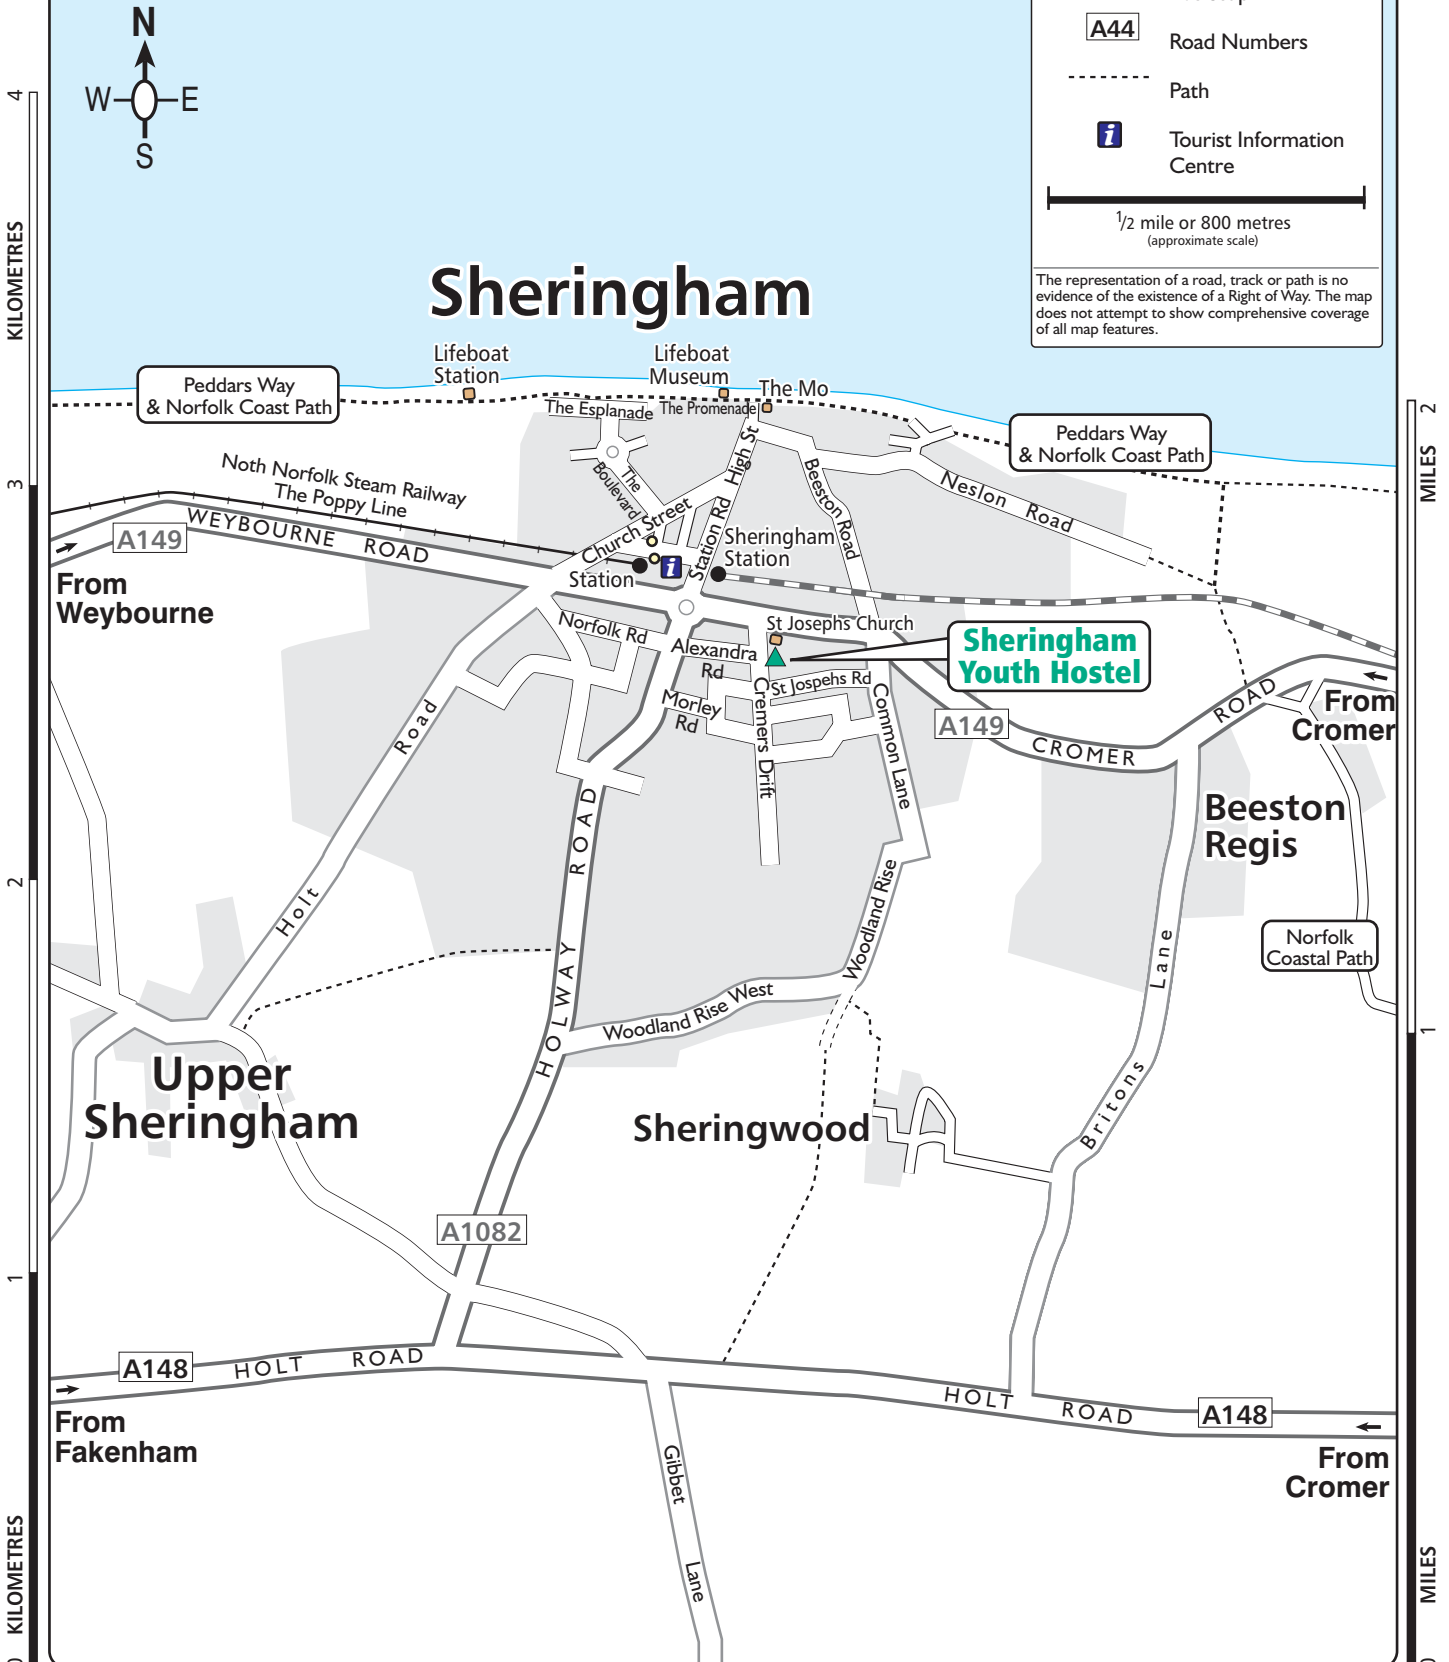 N
W
E
S
A44
Road Numbers
Path
i
Tourist Information
Centre
1/2 mile or 800 metres
(approximate scale)
The representation of a road, track or path is no
evidence of the existence of a Right of Way. The map
does not attempt to show comprehensive coverage
of all map features.
4
KILOMETRES
3
2
1
KILOMETRES
2
MILES
1
MILES
Sheringham
Lifeboat
Station
Lifeboat
Museum
The Mo
Peddars Way
& Norfolk Coast Path
The Esplanade
The Promenade
Peddars Way
& Norfolk Coast Path
High St
The
Boulevard
Beeston Road
Neslon Road
Noth Norfolk Steam Railway
The Poppy Line
Church Street
Station Rd
Sheringham
Station
WEYBOURNE ROAD
A149
From
Weybourne
Station
i
Norfolk Rd
Alexandra
Rd
St Josephs Church
Sheringham
Youth Hostel
St Jospehs Rd
Morley
Rd
Cremers Drift
Common Lane
A149
CROMER ROAD
From
Cromer
Beeston
Regis
Holt Road
HOLWAY ROAD
Woodland Rise
Woodland Rise West
Britons Lane
Norfolk
Coastal Path
Upper
Sheringham
Sheringwood
A1082
A148
HOLT ROAD
From
Fakenham
HOLT ROAD
A148
From
Cromer
Gibbet Lane